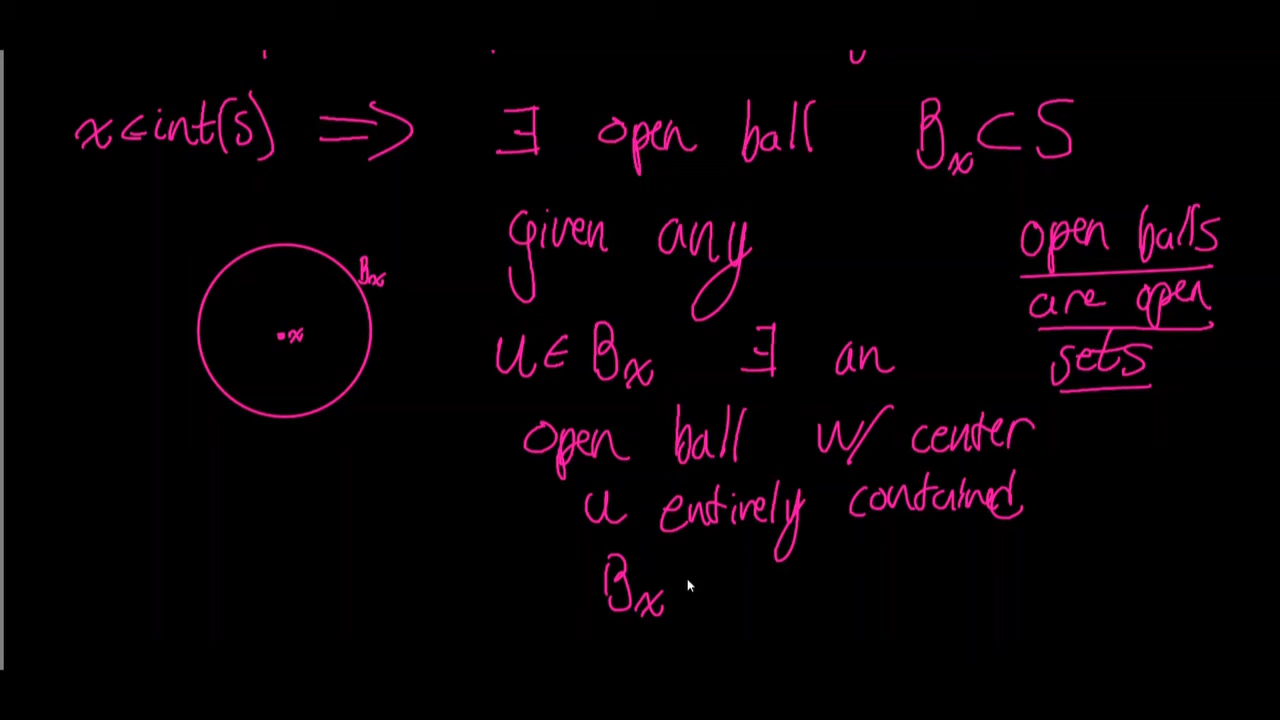 x∈int(S) ⟹ ∃ open ball Bₓ⊂S
Bx
•x
given any
u∈Bₓ ∃ an
open ball w/ center
u entirely contained
Bₓ
open balls
are open
sets